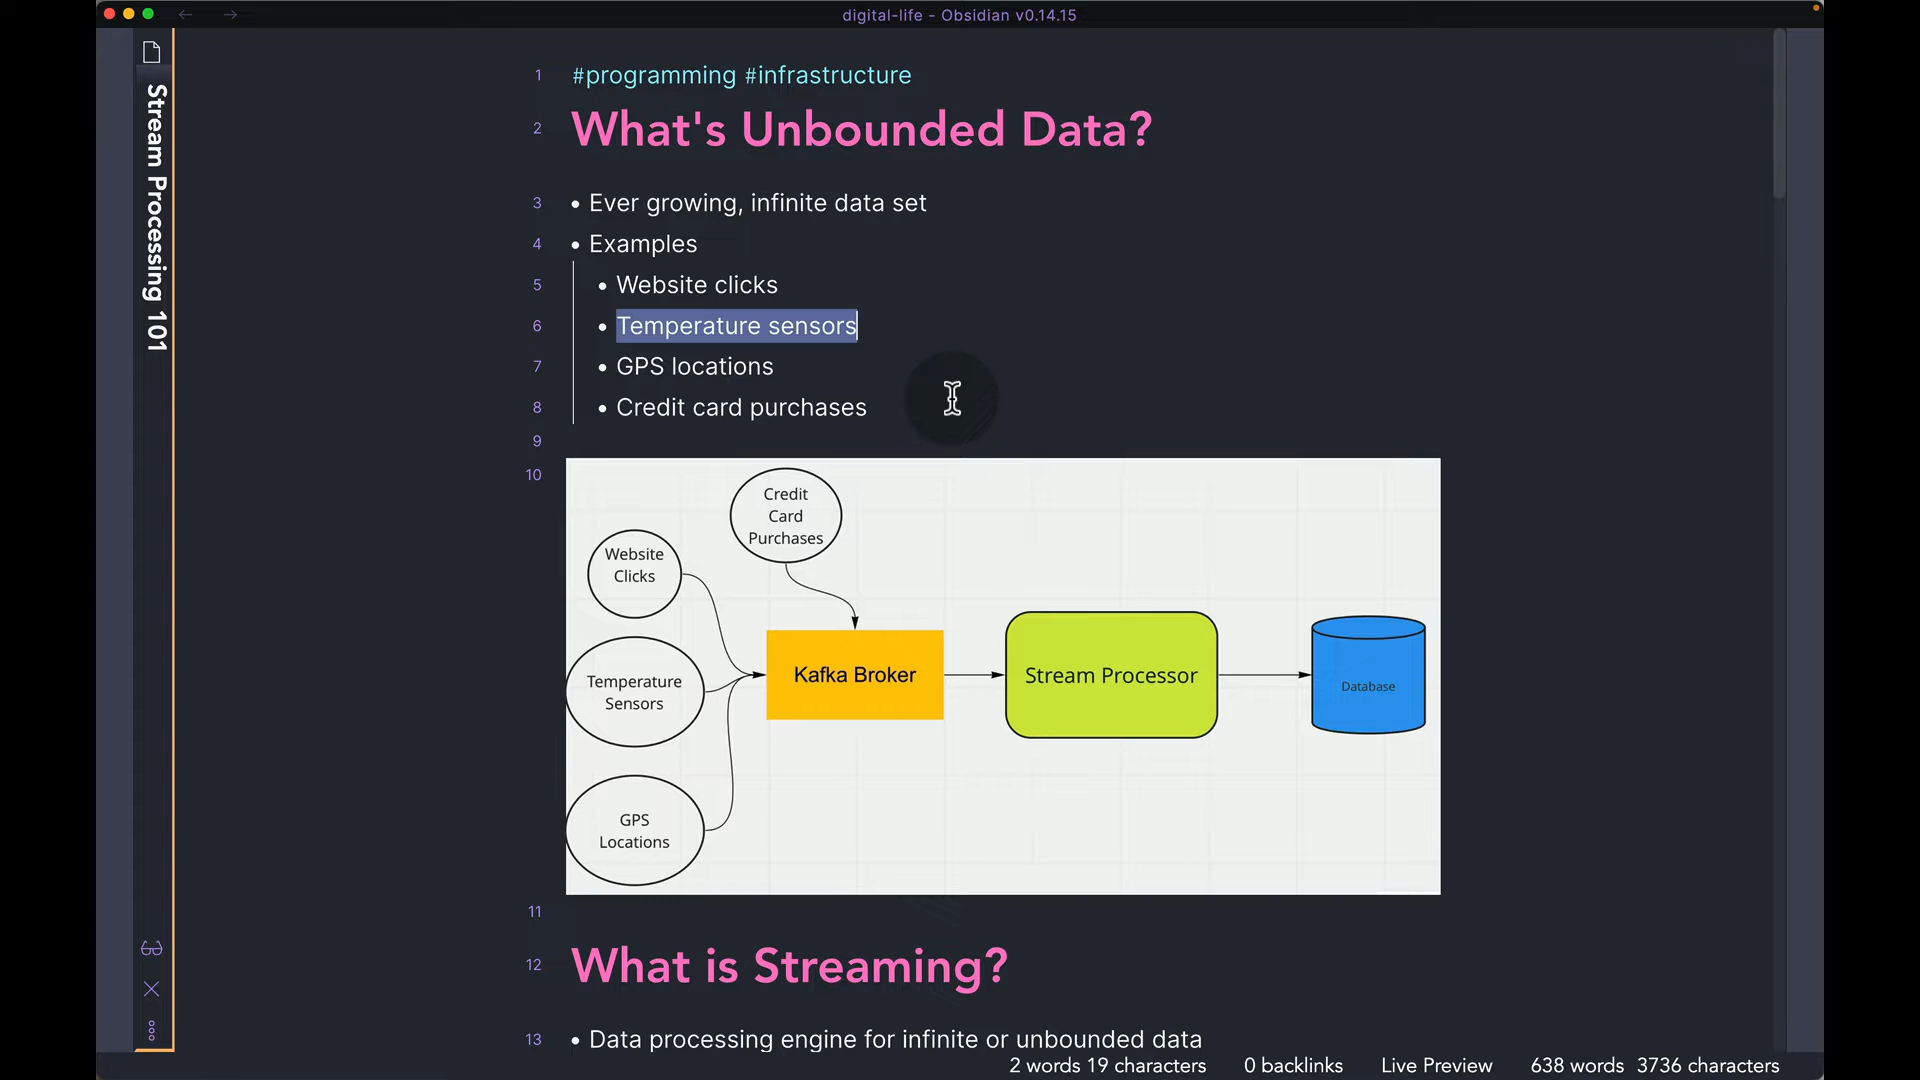 digital-life - Obsidian v0.14.15
Stream Processing 101
1 #programming #infrastructure
2 What's Unbounded Data?
3 • Ever growing, infinite data set
4 • Examples
5 • Website clicks
6 • Temperature sensors
7 • GPS locations
8 • Credit card purchases
9
10
Credit
Card
Purchases
Website
Clicks
Temperature
Sensors
GPS
Locations
Kafka Broker
Stream Processor
Database
11
12 What is Streaming?
13 • Data processing engine for infinite or unbounded data
2 words 19 characters 0 backlinks Live Preview 638 words 3736 characters